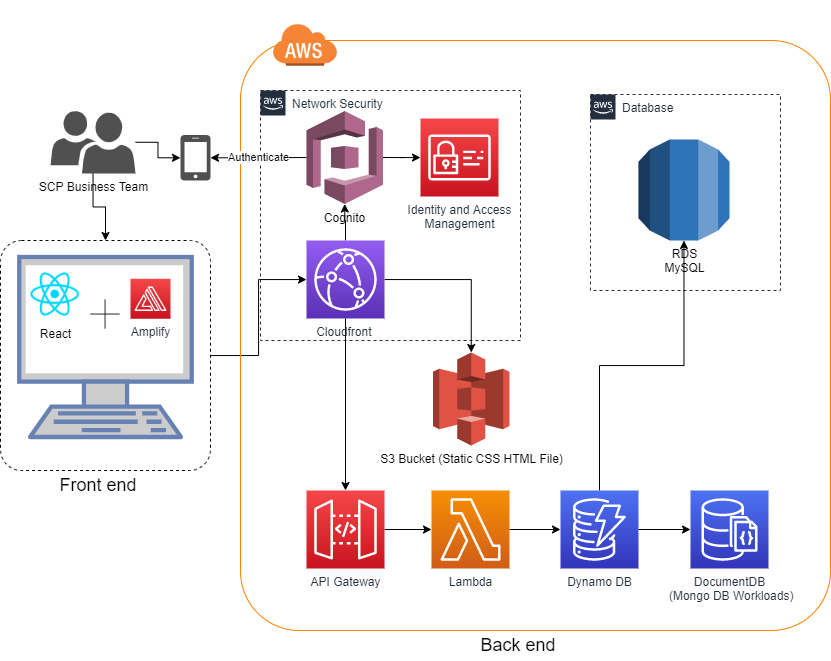 AWS
aws
Network Security
aws
Database
Authenticate
SCP Business Team
Cognito
Identity and Access
Management
RDS
MySQL
React
Amplify
Cloudfront
S3 Bucket (Static CSS HTML File)
Front end
</>
{}
API Gateway
Lambda
Dynamo DB
DocumentDB
(Mongo DB Workloads)
Back end